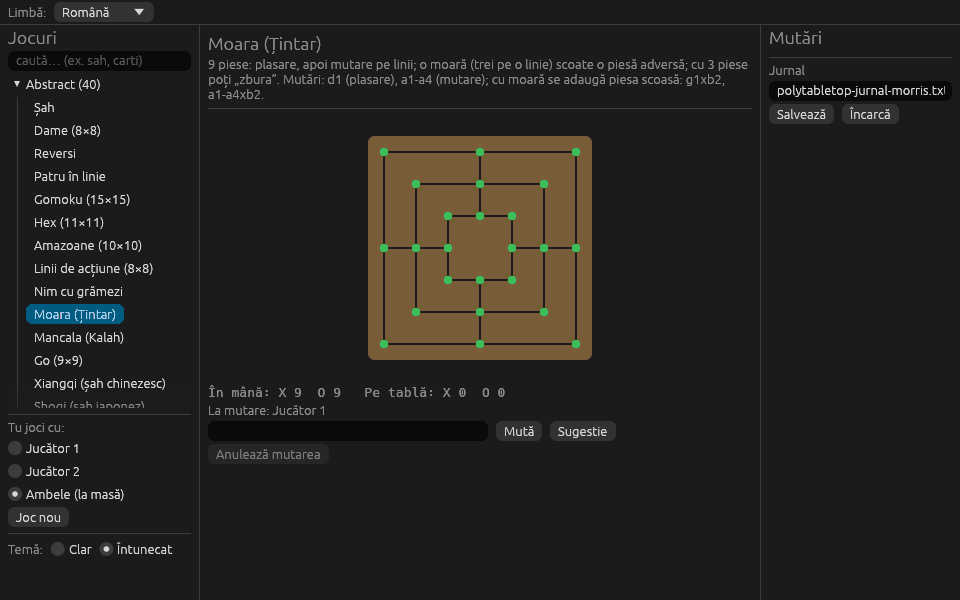 Limbă: Română
Jocuri
caută... (ex. sah, carti)
Abstract (40)
Șah
Dame (8×8)
Reversi
Patru în linie
Gomoku (15×15)
Hex (11×11)
Amazoane (10×10)
Linii de acțiune (8×8)
Nim cu grămezi
Moara (Țintar)
Mancala (Kalah)
Go (9×9)
Xiangqi (șah chinezesc)
Shogi (șah japonez)
Tu joci cu:
Jucător 1
Jucător 2
Ambele (la masă)
Joc nou
Temă: Clar Întunecat
Moara (Țintar)
9 piese: plasare, apoi mutare pe linii; o moară (trei pe o linie) scoate o piesă adversă; cu 3 piese
poți „zbura”. Mutări: d1 (plasare), a1-a4 (mutare); cu moară se adaugă piesa scoasă: g1xb2,
a1-a4xb2.
În mână: X 9 O 9 Pe tablă: X 0 O 0
La mutare: Jucător 1
Mută Sugestie
Anulează mutarea
Mutări
Jurnal
polytabletop-jurnal-morris.txt
Salvează Încarcă